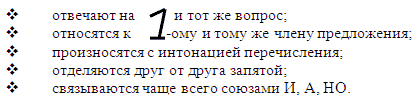 ❖ отвечают на 1 и тот же вопрос;
❖ относятся к 1-ому и тому же члену предложения;
❖ произносятся с интонацией перечисления;
❖ отделяются друг от друга запятой;
❖ связываются чаще всего союзами И, А, НО.